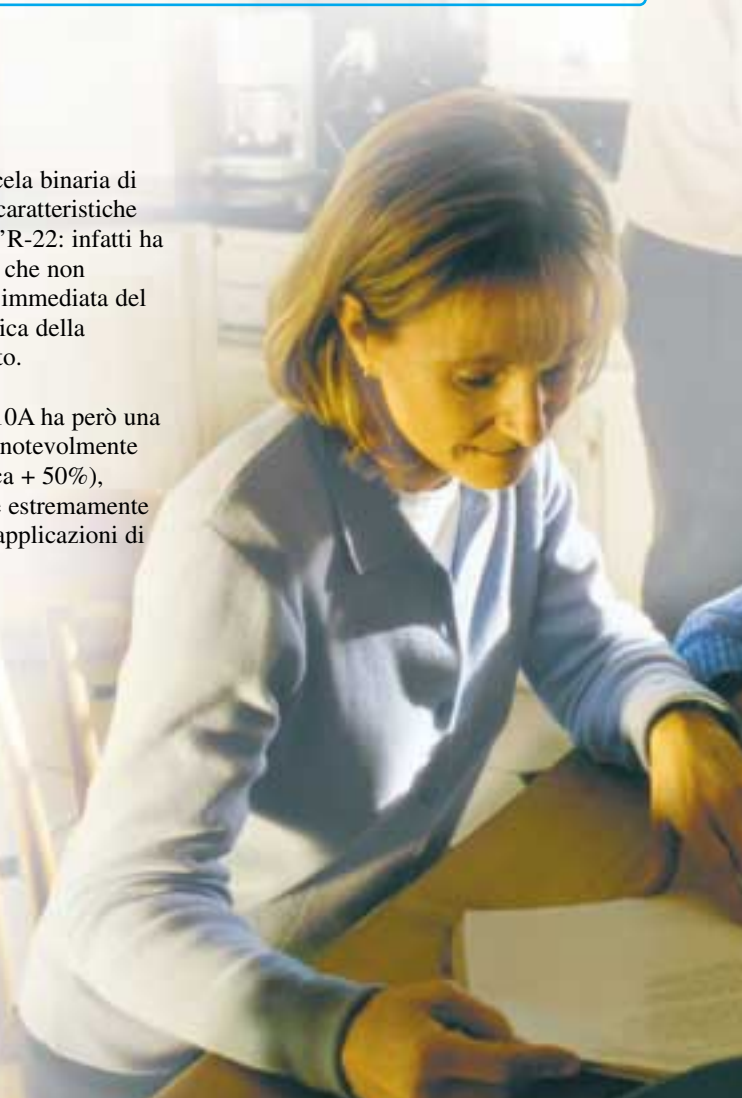 cela binaria di
caratteristiche
'R-22: infatti ha
che non
immediata del
ica della
to.
10A ha però una
notevolmente
ca + 50%),
e estremamente
applicazioni di